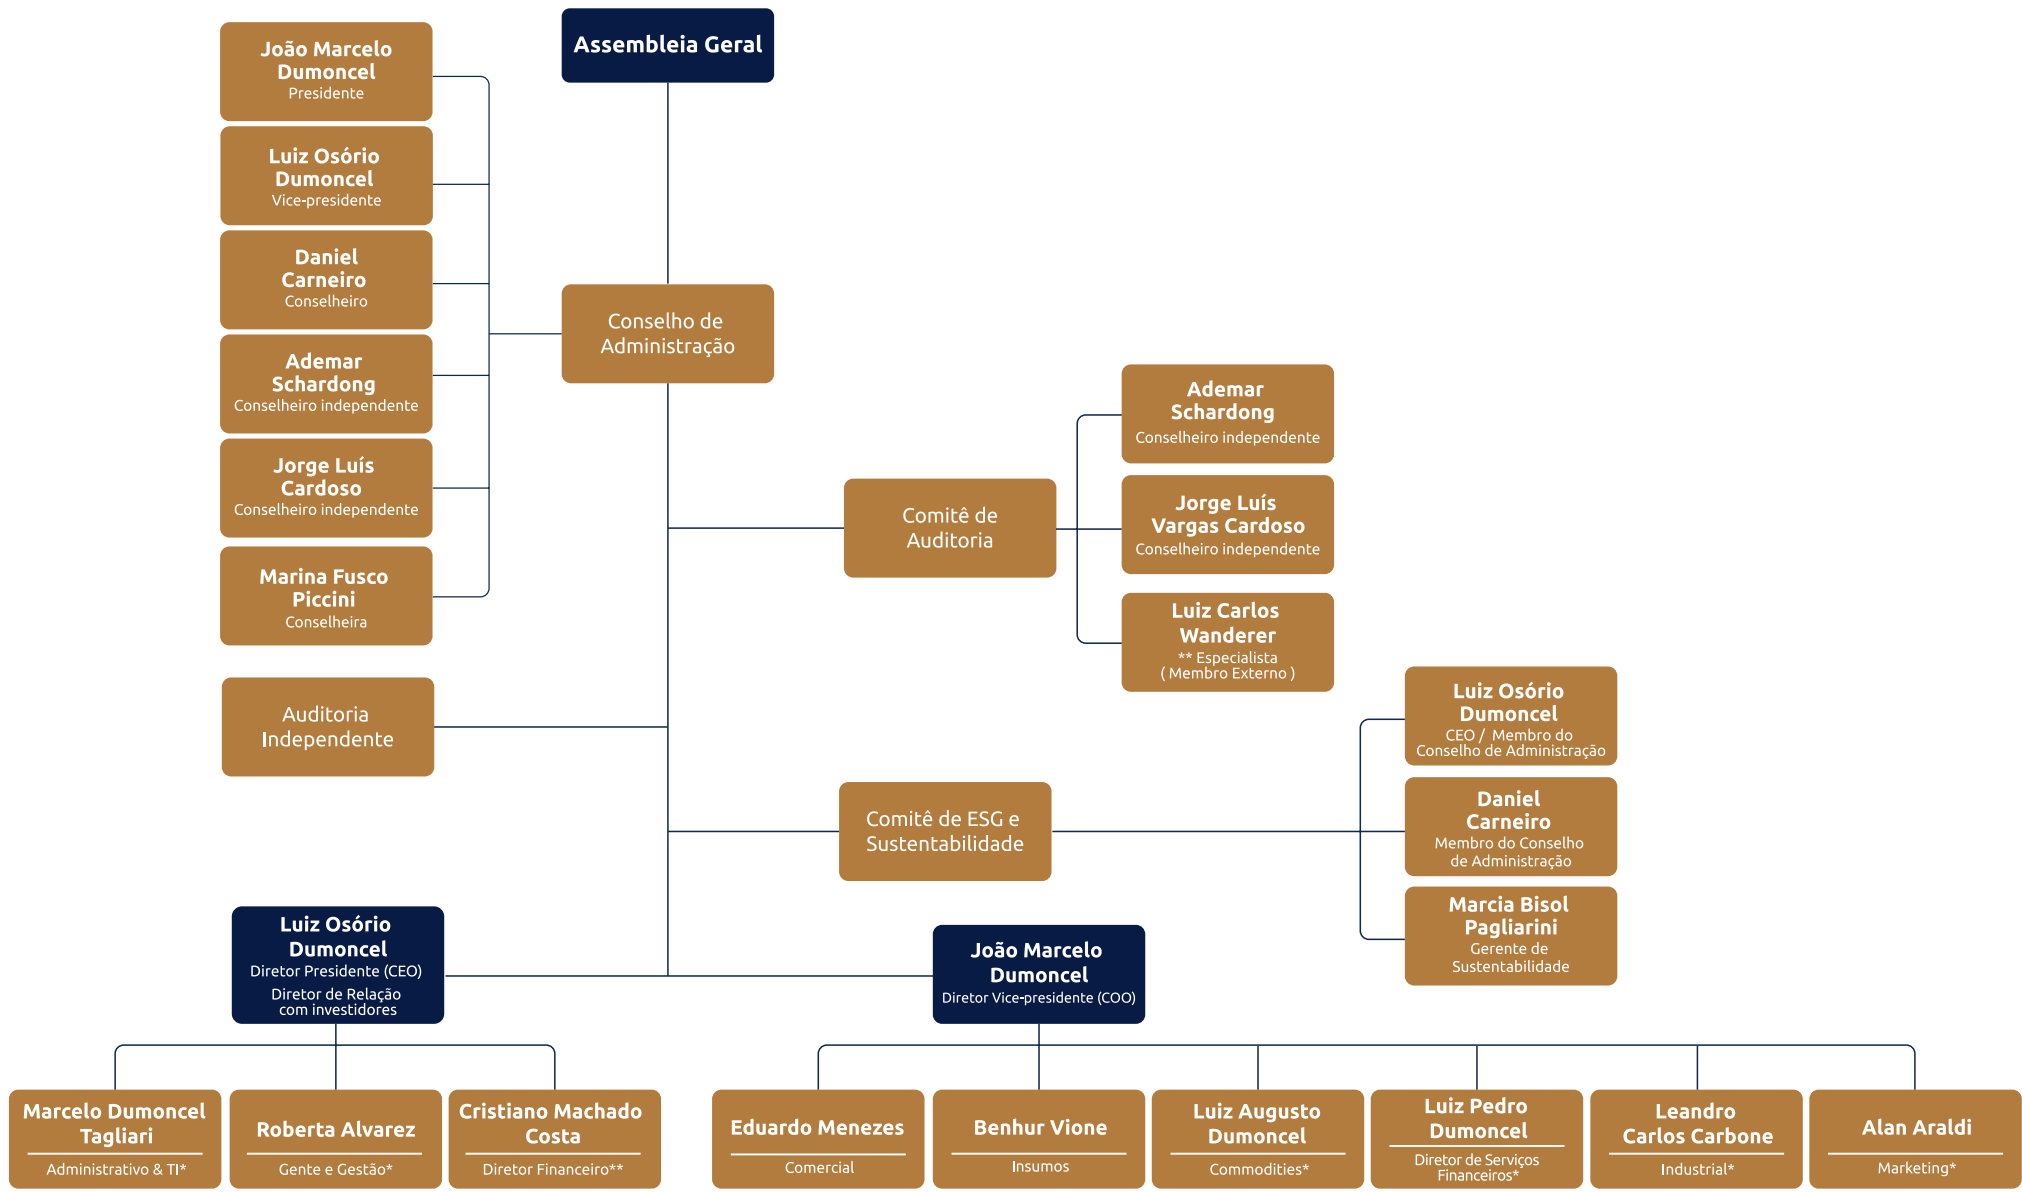 Assembleia Geral
João Marcelo
Dumoncel
Presidente
Luiz Osório
Dumoncel
Vice-presidente
Daniel
Carneiro
Conselheiro
Ademar
Schardong
Conselheiro independente
Jorge Luís
Cardoso
Conselheiro independente
Marina Fusco
Piccini
Conselheira
Conselho de
Administração
Comitê de
Auditoria
Ademar
Schardong
Conselheiro independente
Jorge Luís
Vargas Cardoso
Conselheiro independente
Luiz Carlos
Wanderer
** Especialista
( Membro Externo )
Auditoria
Independente
Comitê de ESG e
Sustentabilidade
Luiz Osório
Dumoncel
CEO / Membro do
Conselho de Administração
Daniel
Carneiro
Membro do Conselho
de Administração
Marcia Bisol
Pagliarini
Gerente de
Sustentabilidade
Luiz Osório
Dumoncel
Diretor Presidente (CEO)
Diretor de Relação
com investidores
João Marcelo
Dumoncel
Diretor Vice-presidente (COO)
Marcelo Dumoncel
Tagliari
Administrativo & TI*
Roberta Alvarez
Gente e Gestão*
Cristiano Machado
Costa
Diretor Financeiro**
Eduardo Menezes
Comercial
Benhur Vione
Insumos
Luiz Augusto
Dumoncel
Commodities*
Luiz Pedro
Dumoncel
Diretor de Serviços
Financeiros*
Leandro
Carlos Carbone
Industrial*
Alan Araldi
Marketing*